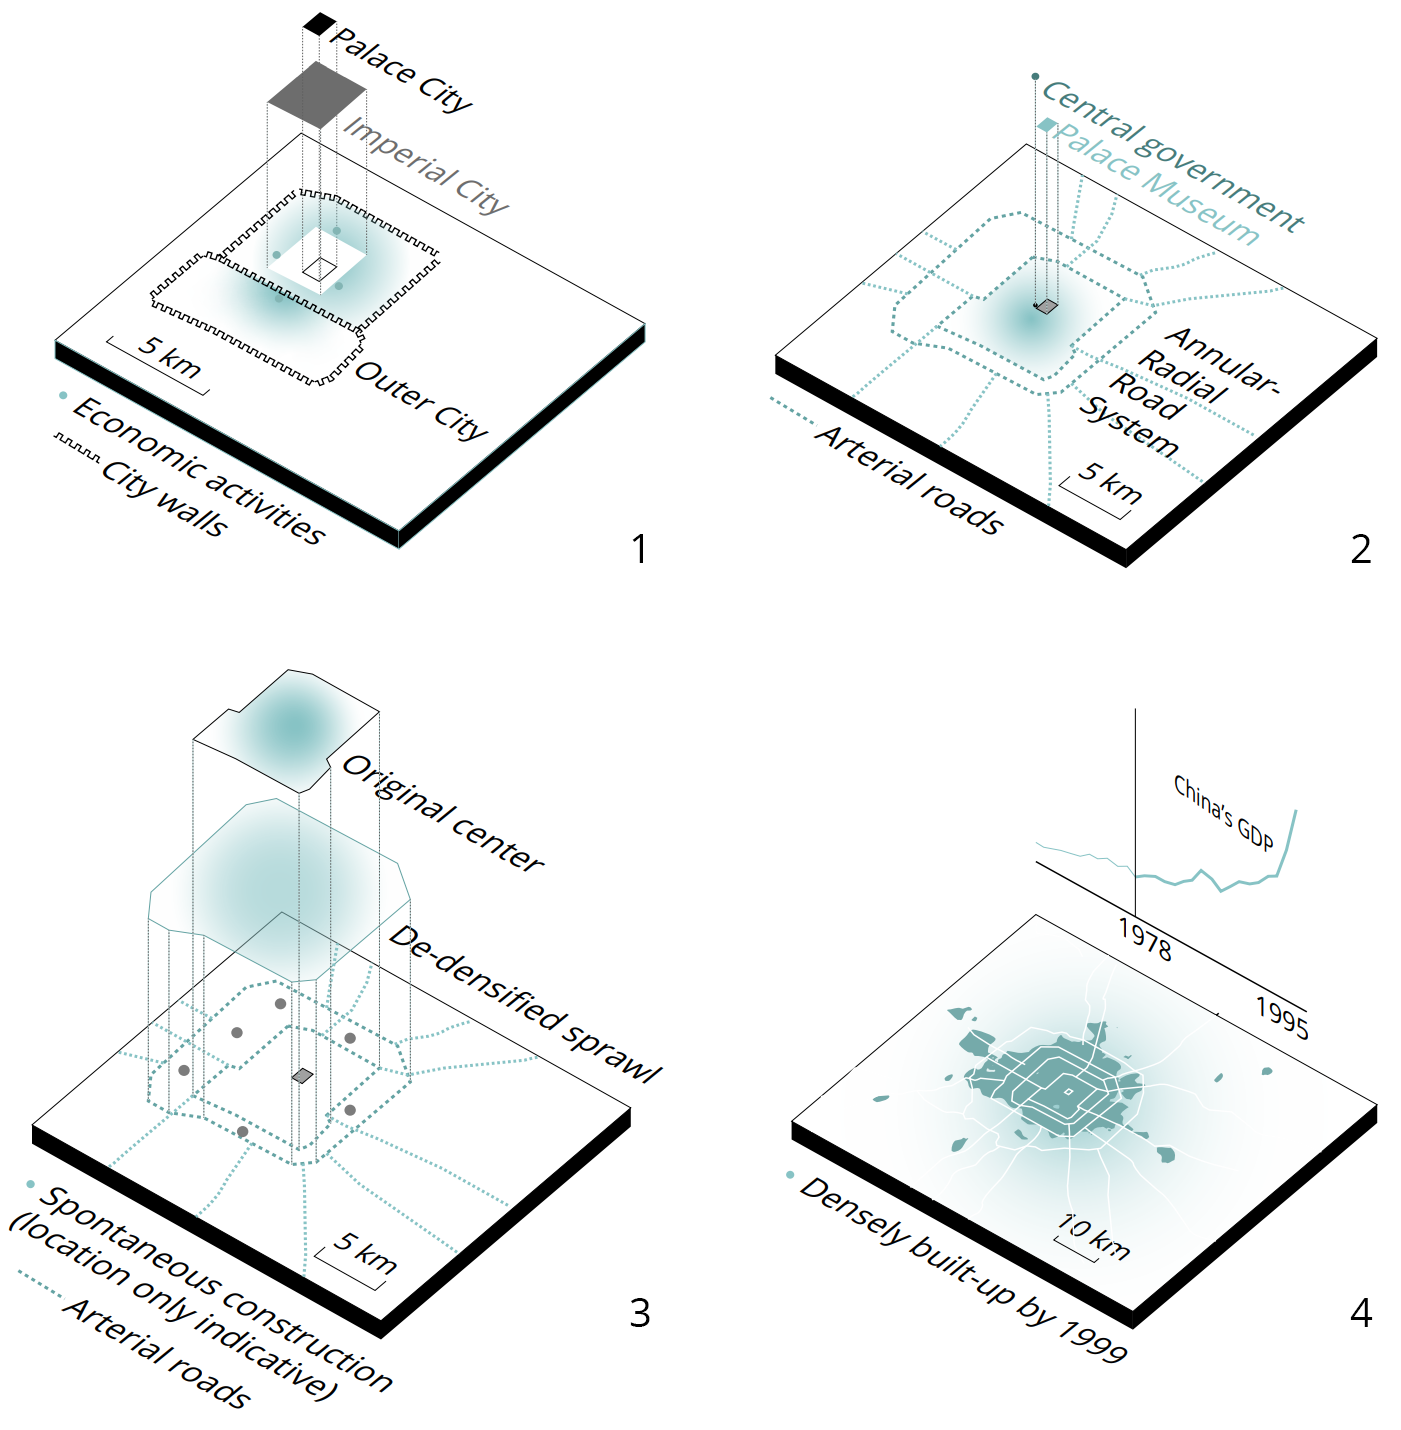 Palace City
Imperial City
5 km
Outer City
Economic activities
City walls
1
Central government
Palace Museum
Annular-
Radial
Road
System
5 km
Arterial roads
2
Original center
De-densified sprawl
5 km
Spontaneous construction
(location only indicative)
Arterial roads
3
China's GDP
1978
1995
10 km
Densely built-up by 1999
4